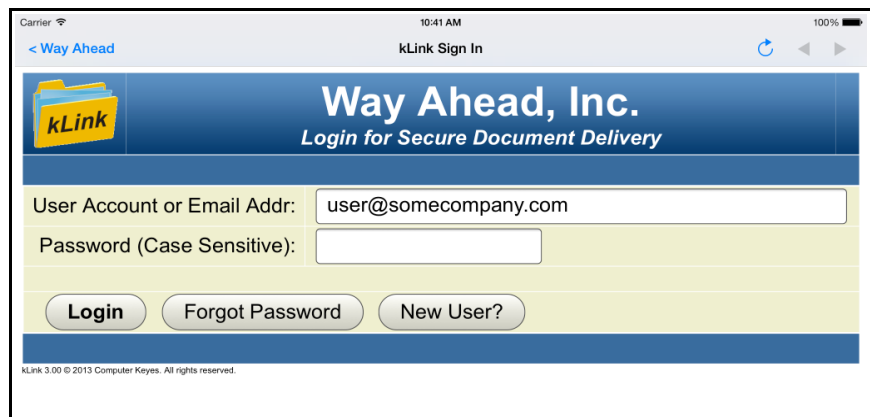 Carrier 10:41 AM 100%
< Way Ahead kLink Sign In
kLink
Way Ahead, Inc.
Login for Secure Document Delivery
User Account or Email Addr: user@somecompany.com
Password (Case Sensitive):
Login Forgot Password New User?
kLink 3.00 © 2013 Computer Keyes. All rights reserved.